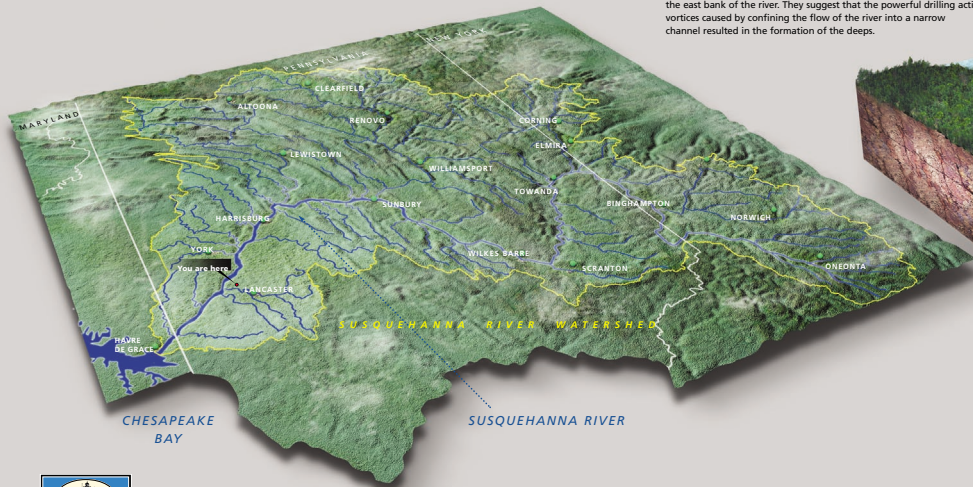 the east bank of the river. They suggest that the powerful drilling acti
vortices caused by confining the flow of the river into a narrow
channel resulted in the formation of the deeps.
NEW YORK
PENNSYLVANIA
CLEARFIELD
ALTOONA
MARYLAND
RENOVO
CORNING
ELMIRA
LEWISTOWN
WILLIAMSPORT
TOWANDA
SUNBURY
BINGHAMPTON
HARRISBURG
NORWICH
YORK
WILKES BARRE
You are here
SCRANTON
ONEONTA
LANCASTER
SUSQUEHANNA RIVER WATERSHED
HAVRE
DE GRACE
CHESAPEAKE
BAY
SUSQUEHANNA RIVER